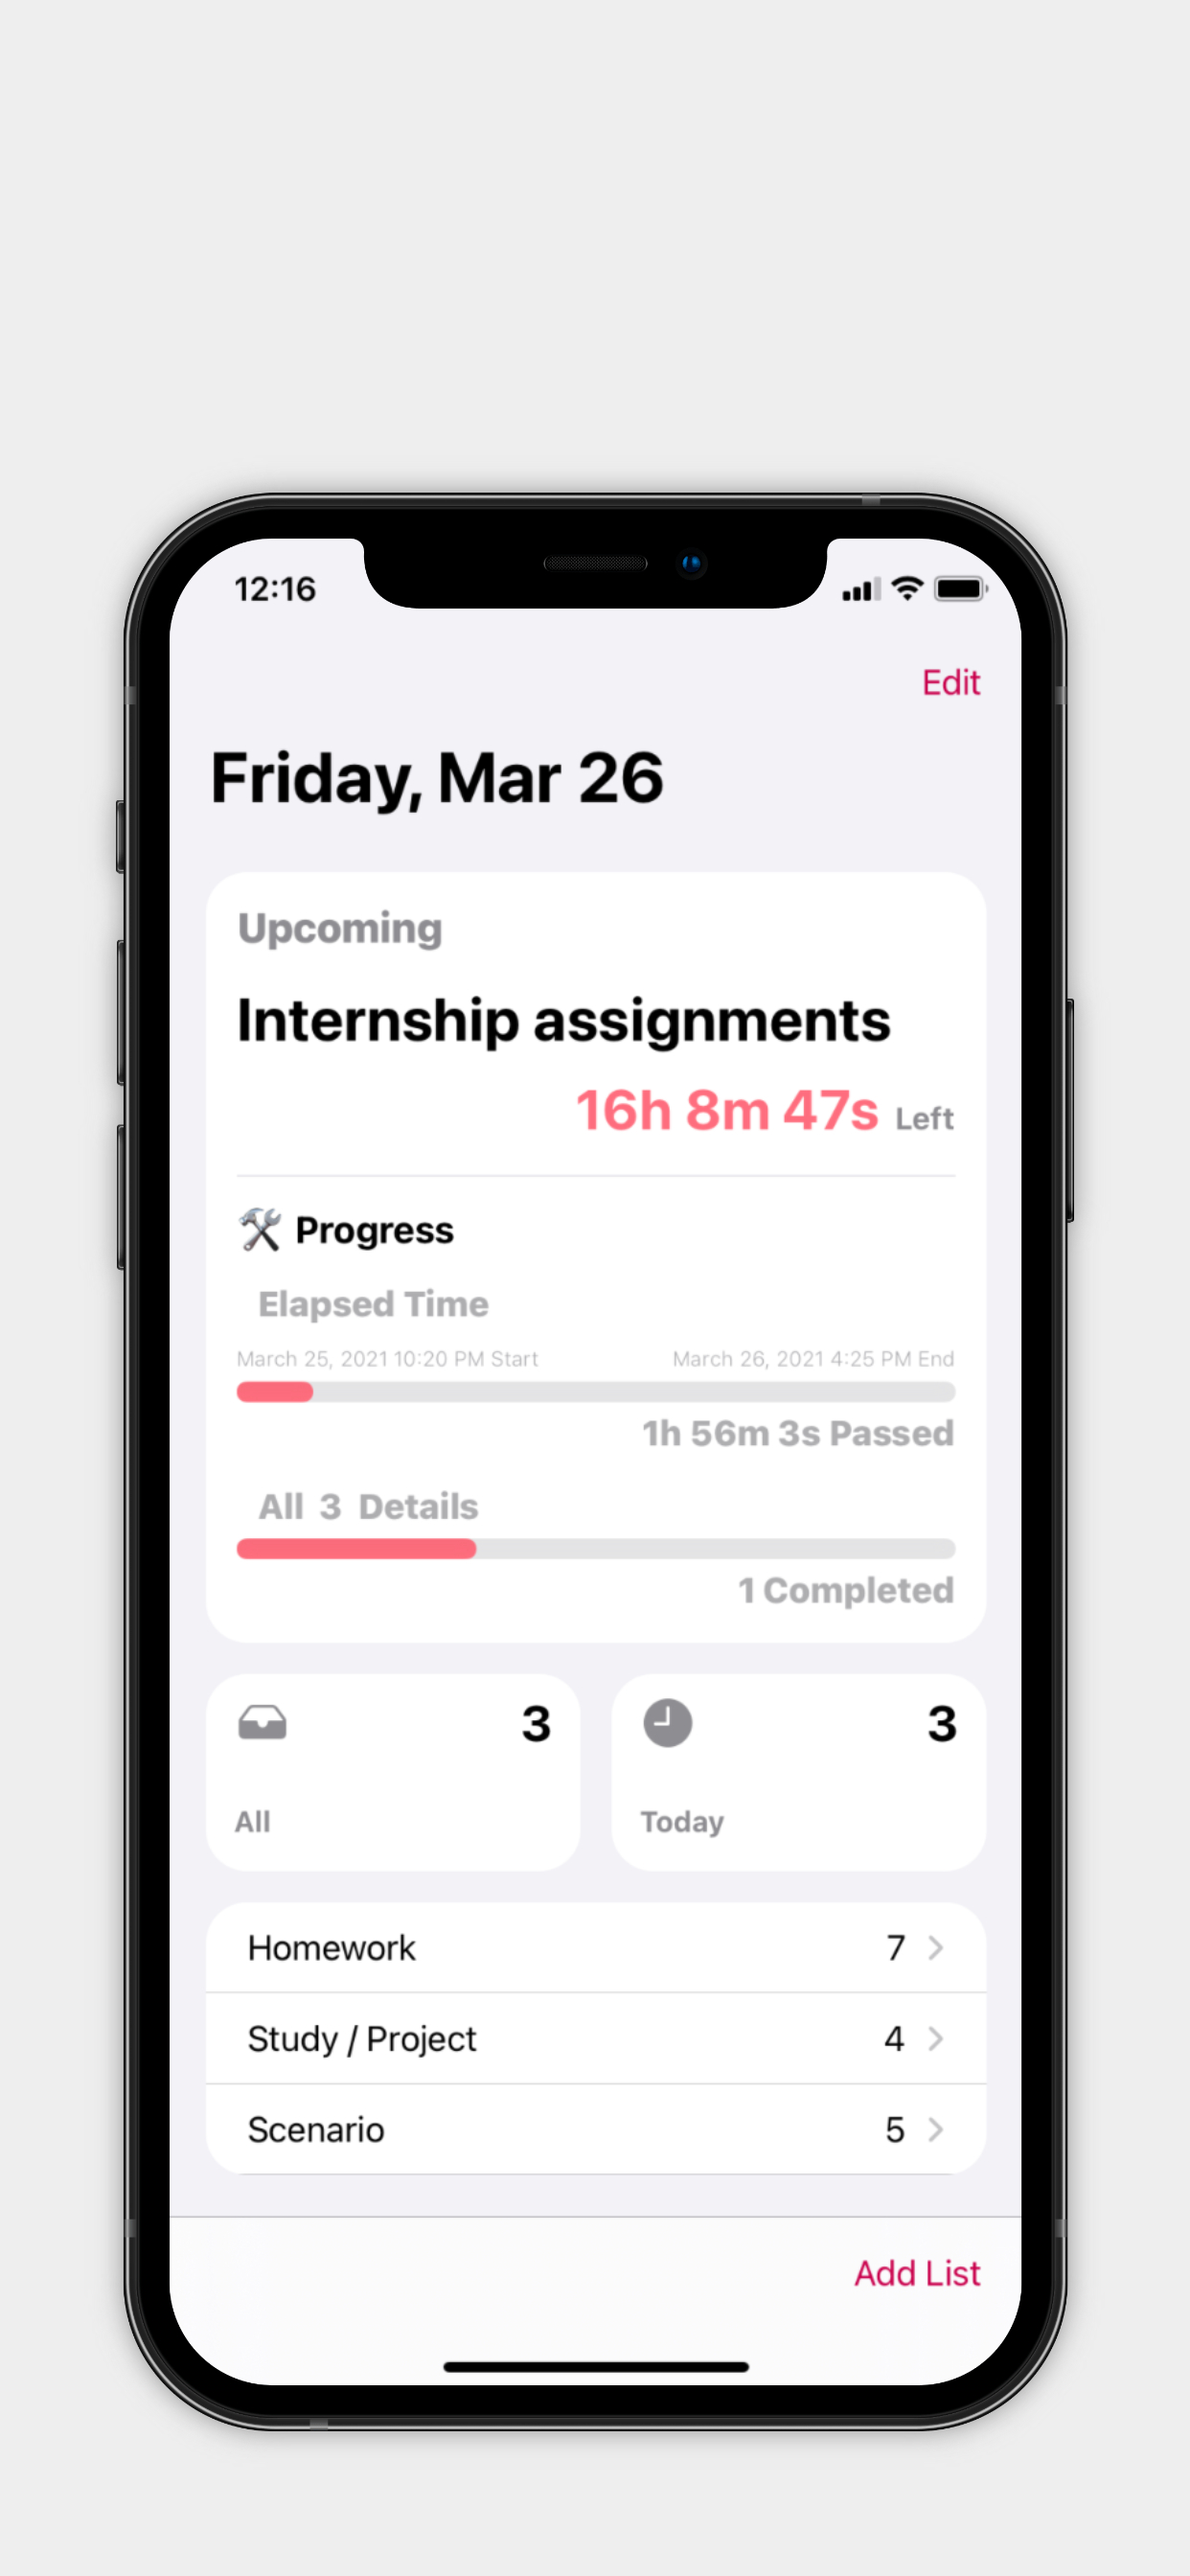 12:16
Edit
Friday, Mar 26
Upcoming
Internship assignments
16h 8m 47s Left
Progress
Elapsed Time
March 25, 2021 10:20 PM Start March 26, 2021 4:25 PM End
1h 56m 3s Passed
All 3 Details
1 Completed
3 3
All Today
Homework 7
Study / Project 4
Scenario 5
Add List